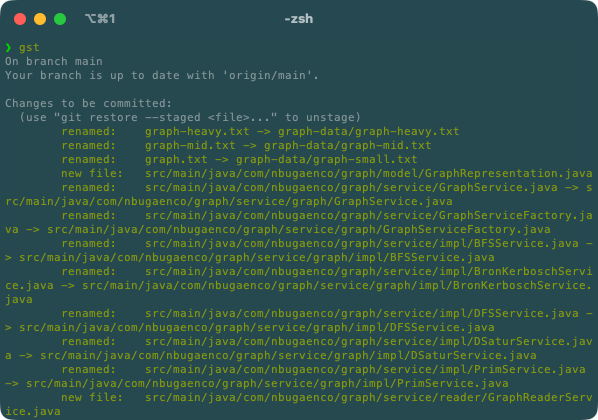 ⌥⌘1
-zsh
❯ gst
On branch main
Your branch is up to date with 'origin/main'.
Changes to be committed:
(use "git restore --staged <file>..." to unstage)
renamed: graph-heavy.txt -> graph-data/graph-heavy.txt
renamed: graph-mid.txt -> graph-data/graph-mid.txt
renamed: graph.txt -> graph-data/graph-small.txt
new file: src/main/java/com/nbugaenco/graph/model/GraphRepresentation.java
renamed: src/main/java/com/nbugaenco/graph/service/GraphService.java -> s
rc/main/java/com/nbugaenco/graph/service/graph/GraphService.java
renamed: src/main/java/com/nbugaenco/graph/service/GraphServiceFactory.ja
va -> src/main/java/com/nbugaenco/graph/service/graph/GraphServiceFactory.java
renamed: src/main/java/com/nbugaenco/graph/service/impl/BFSService.java -
> src/main/java/com/nbugaenco/graph/service/graph/impl/BFSService.java
renamed: src/main/java/com/nbugaenco/graph/service/impl/BronKerboschServi
ce.java -> src/main/java/com/nbugaenco/graph/service/graph/impl/BronKerboschService.
java
renamed: src/main/java/com/nbugaenco/graph/service/impl/DFSService.java -
> src/main/java/com/nbugaenco/graph/service/graph/impl/DFSService.java
renamed: src/main/java/com/nbugaenco/graph/service/impl/DSaturService.jav
a -> src/main/java/com/nbugaenco/graph/service/graph/impl/DSaturService.java
renamed: src/main/java/com/nbugaenco/graph/service/impl/PrimService.java
-> src/main/java/com/nbugaenco/graph/service/graph/impl/PrimService.java
new file: src/main/java/com/nbugaenco/graph/service/reader/GraphReaderServ
ice.java